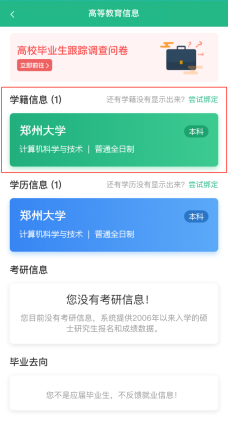 高等教育信息
高校毕业生跟踪调查问卷
立即前往 >
学籍信息 (1) 还有学籍没有显示出来？尝试绑定
郑州大学 本科
计算机科学与技术 | 普通全日制
学历信息 (1) 还有学历没有显示出来？尝试绑定
郑州大学 本科
计算机科学与技术 | 普通全日制
考研信息
您没有考研信息！
您目前没有考研信息，系统提供2006年以来入学的硕
士研究生报名和成绩数据。
毕业去向
您不是应届毕业生，不反馈就业信息！